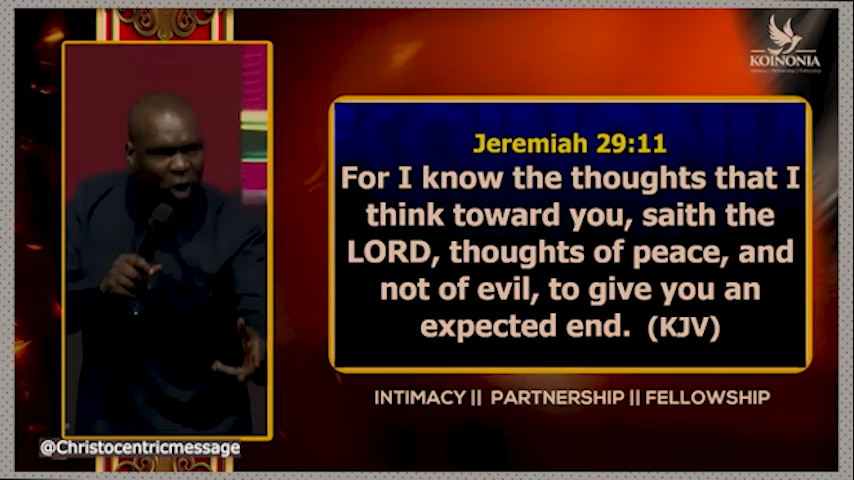 KOINONIA
Jeremiah 29:11
For I know the thoughts that I
think toward you, saith the
LORD, thoughts of peace, and
not of evil, to give you an
expected end. (KJV)
INTIMACY || PARTNERSHIP || FELLOWSHIP
@Christocentricmessage